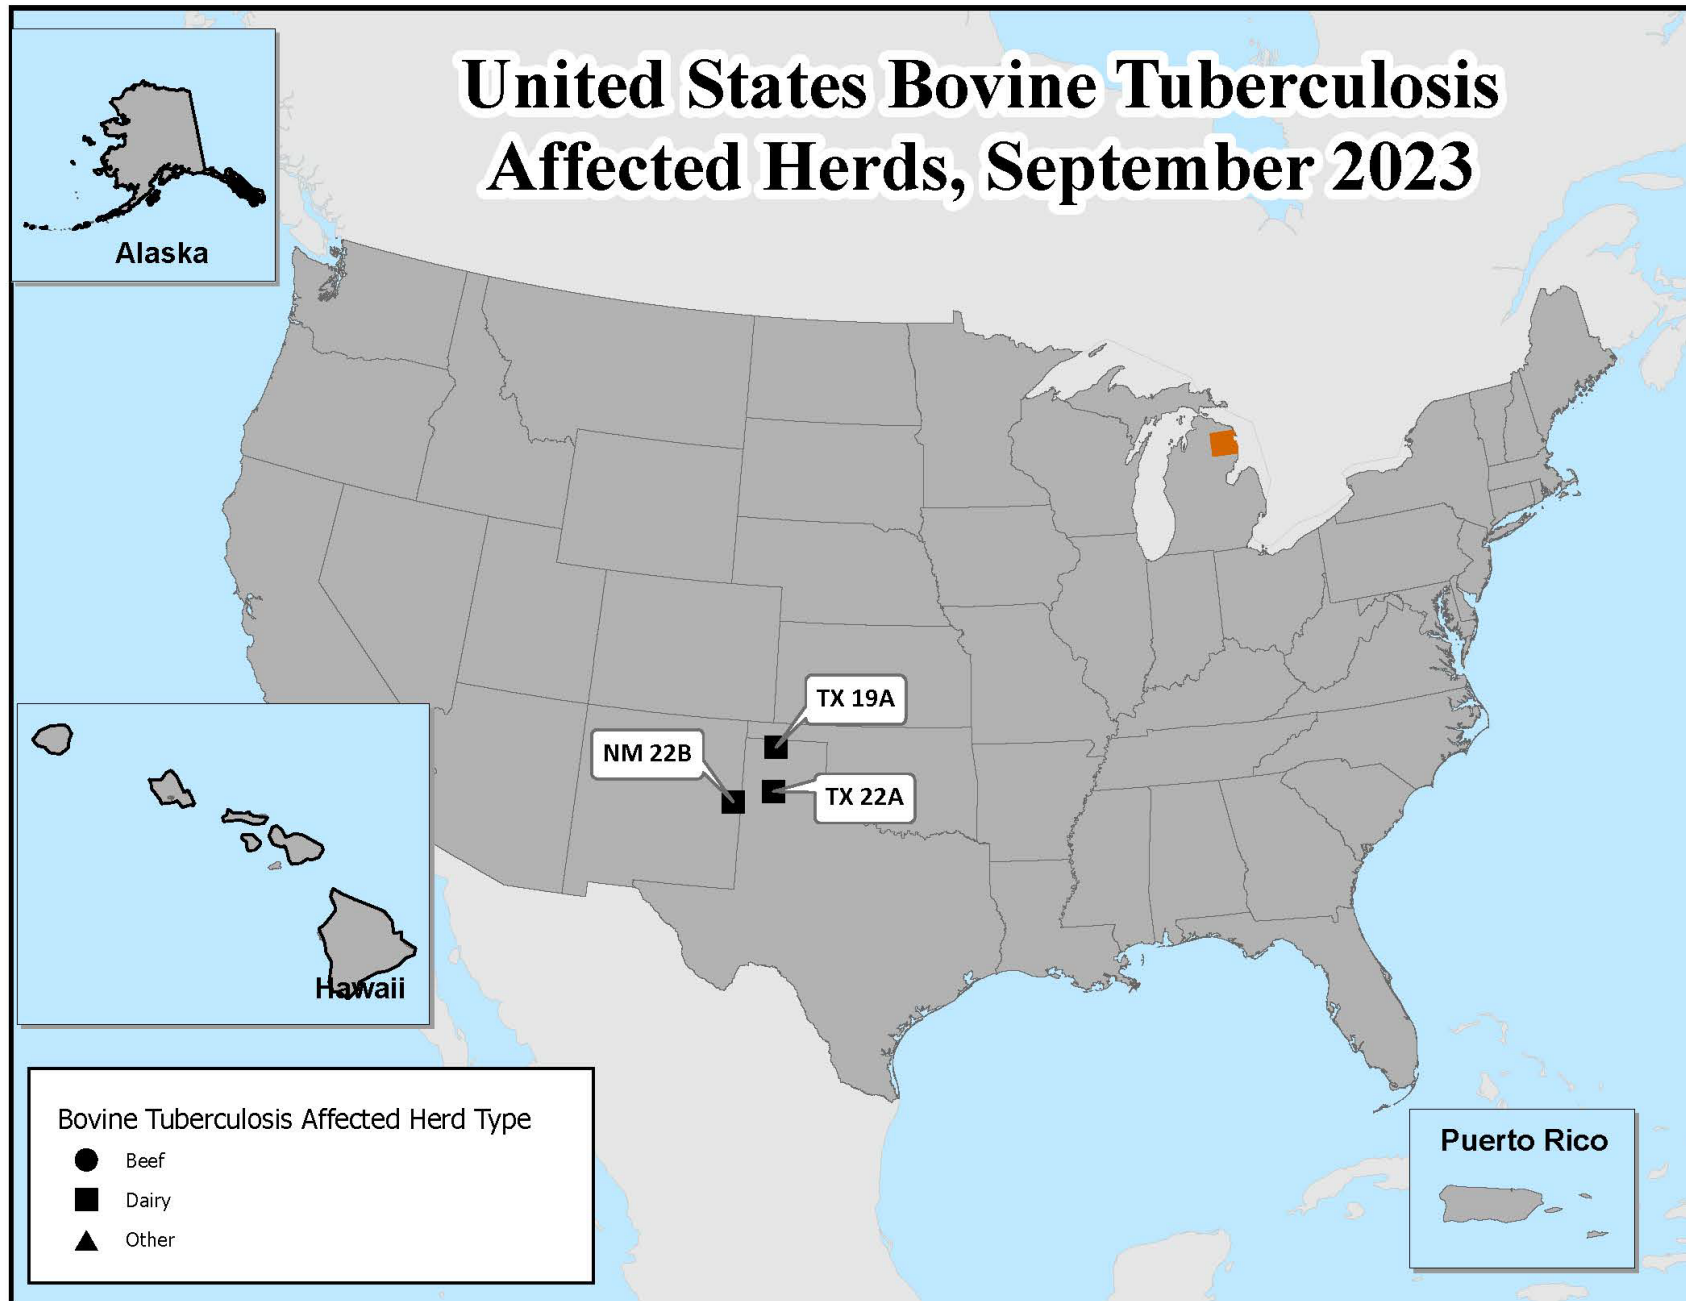 United States Bovine Tuberculosis
Affected Herds, September 2023
Alaska
TX 19A
NM 22B
TX 22A
Hawaii
Bovine Tuberculosis Affected Herd Type
Beef
Dairy
Other
Puerto Rico